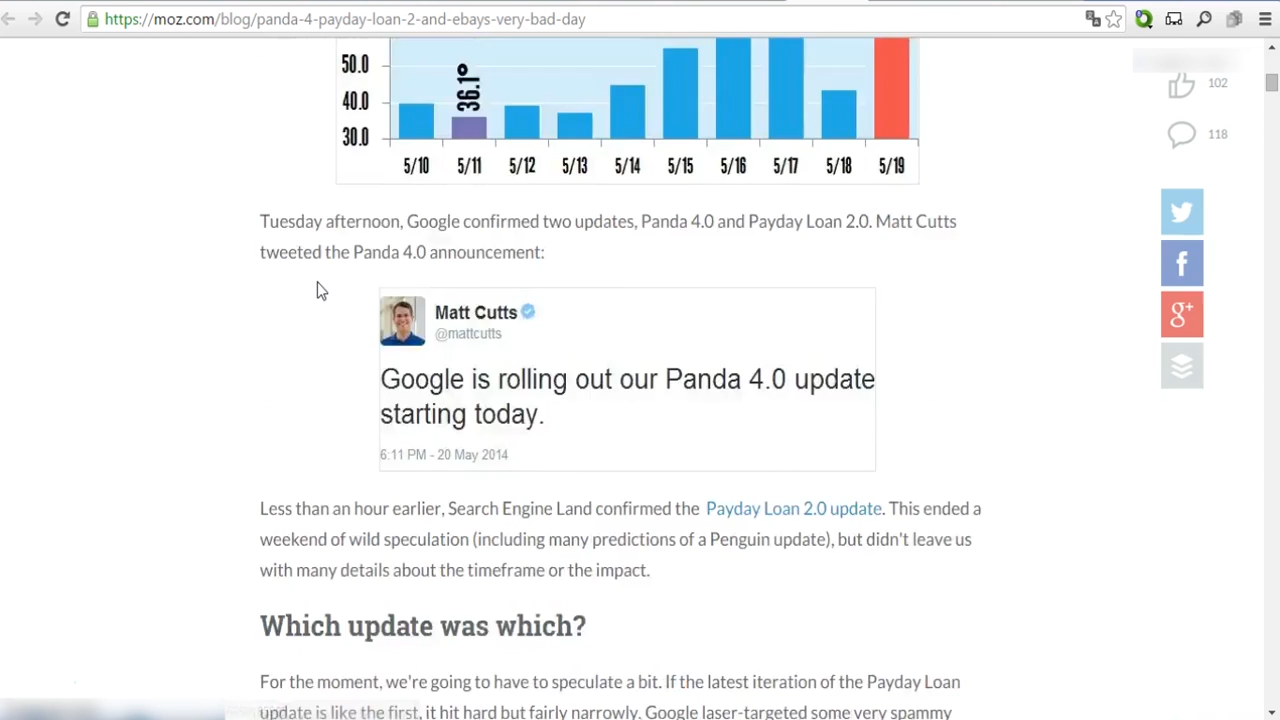 https://moz.com/blog/panda-4-payday-loan-2-and-ebays-very-bad-day
50.0
40.0
30.0
36.1°
5/10 5/11 5/12 5/13 5/14 5/15 5/16 5/17 5/18 5/19
102
118
Tuesday afternoon, Google confirmed two updates, Panda 4.0 and Payday Loan 2.0. Matt Cutts
tweeted the Panda 4.0 announcement:
Matt Cutts
@mattcutts
Google is rolling out our Panda 4.0 update
starting today.
6:11 PM - 20 May 2014
f
g+
Less than an hour earlier, Search Engine Land confirmed the Payday Loan 2.0 update. This ended a
weekend of wild speculation (including many predictions of a Penguin update), but didn't leave us
with many details about the timeframe or the impact.
Which update was which?
For the moment, we're going to have to speculate a bit. If the latest iteration of the Payday Loan
update is like the first, it hit hard but fairly narrowly. Google laser-targeted some very spammy